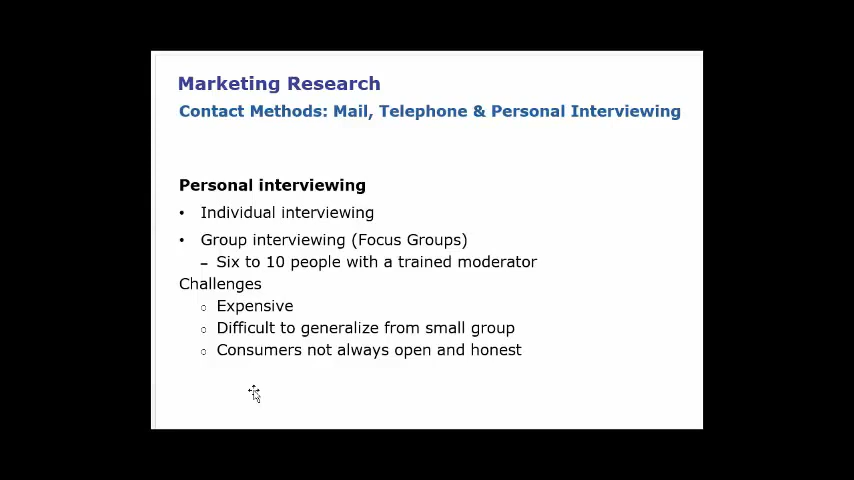 Marketing Research
Contact Methods: Mail, Telephone & Personal Interviewing
Personal interviewing
• Individual interviewing
• Group interviewing (Focus Groups)
– Six to 10 people with a trained moderator
Challenges
○ Expensive
○ Difficult to generalize from small group
○ Consumers not always open and honest